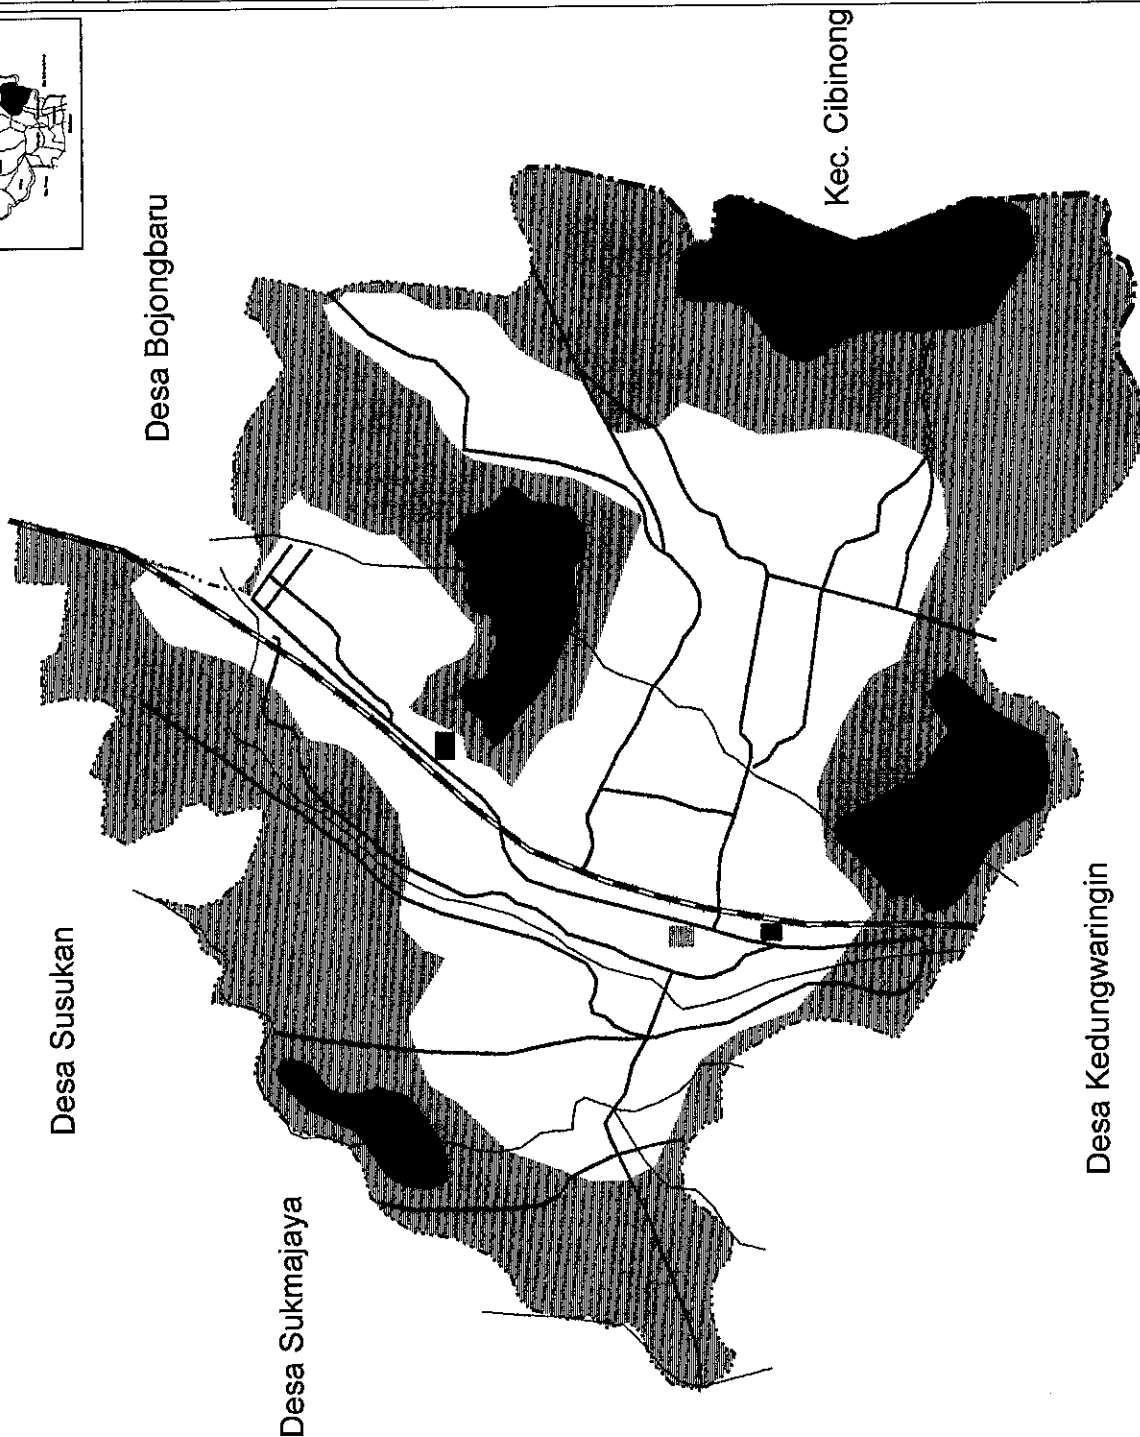 Kec. Cibinong
Desa Bojongbaru
Desa Susukan
Desa Kedungwaringin
Desa Sukmajaya